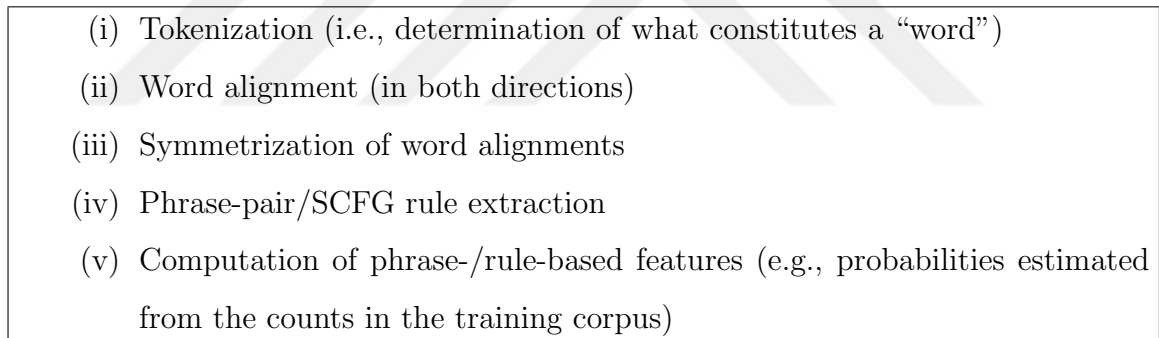 (i) Tokenization (i.e., determination of what constitutes a “word”)
(ii) Word alignment (in both directions)
(iii) Symmetrization of word alignments
(iv) Phrase-pair/SCFG rule extraction
(v) Computation of phrase-/rule-based features (e.g., probabilities estimated
from the counts in the training corpus)